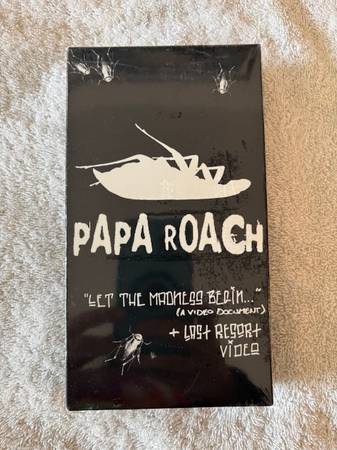 PAPA ROACH
"LET THE MADNESS BEGIN..."
(A VIDEO DOCUMENT)
+ LAST RESORT
VIDEO